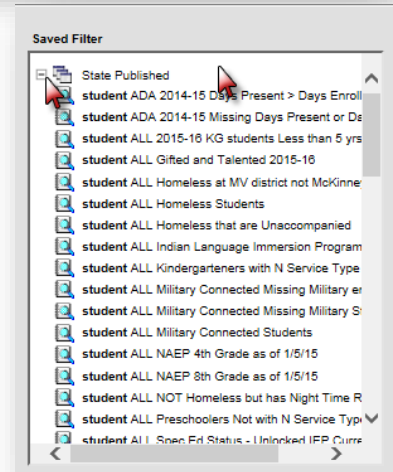 Saved Filter
State Published
student ADA 2014-15 Days Present > Days Enroll
student ADA 2014-15 Missing Days Present or Da
student ALL 2015-16 KG students Less than 5 yrs
student ALL Gifted and Talented 2015-16
student ALL Homeless at MV district not McKinne
student ALL Homeless Students
student ALL Homeless that are Unaccompanied
student ALL Indian Language Immersion Program
student ALL Kindergarteners with N Service Type
student ALL Military Connected Missing Military en
student ALL Military Connected Missing Military St
student ALL Military Connected Students
student ALL NAEP 4th Grade as of 1/5/15
student ALL NAEP 8th Grade as of 1/5/15
student ALL NOT Homeless but has Night Time R
student ALL Preschoolers Not with N Service Type
student ALL Spec Ed Status - Unlocked IEP Curre